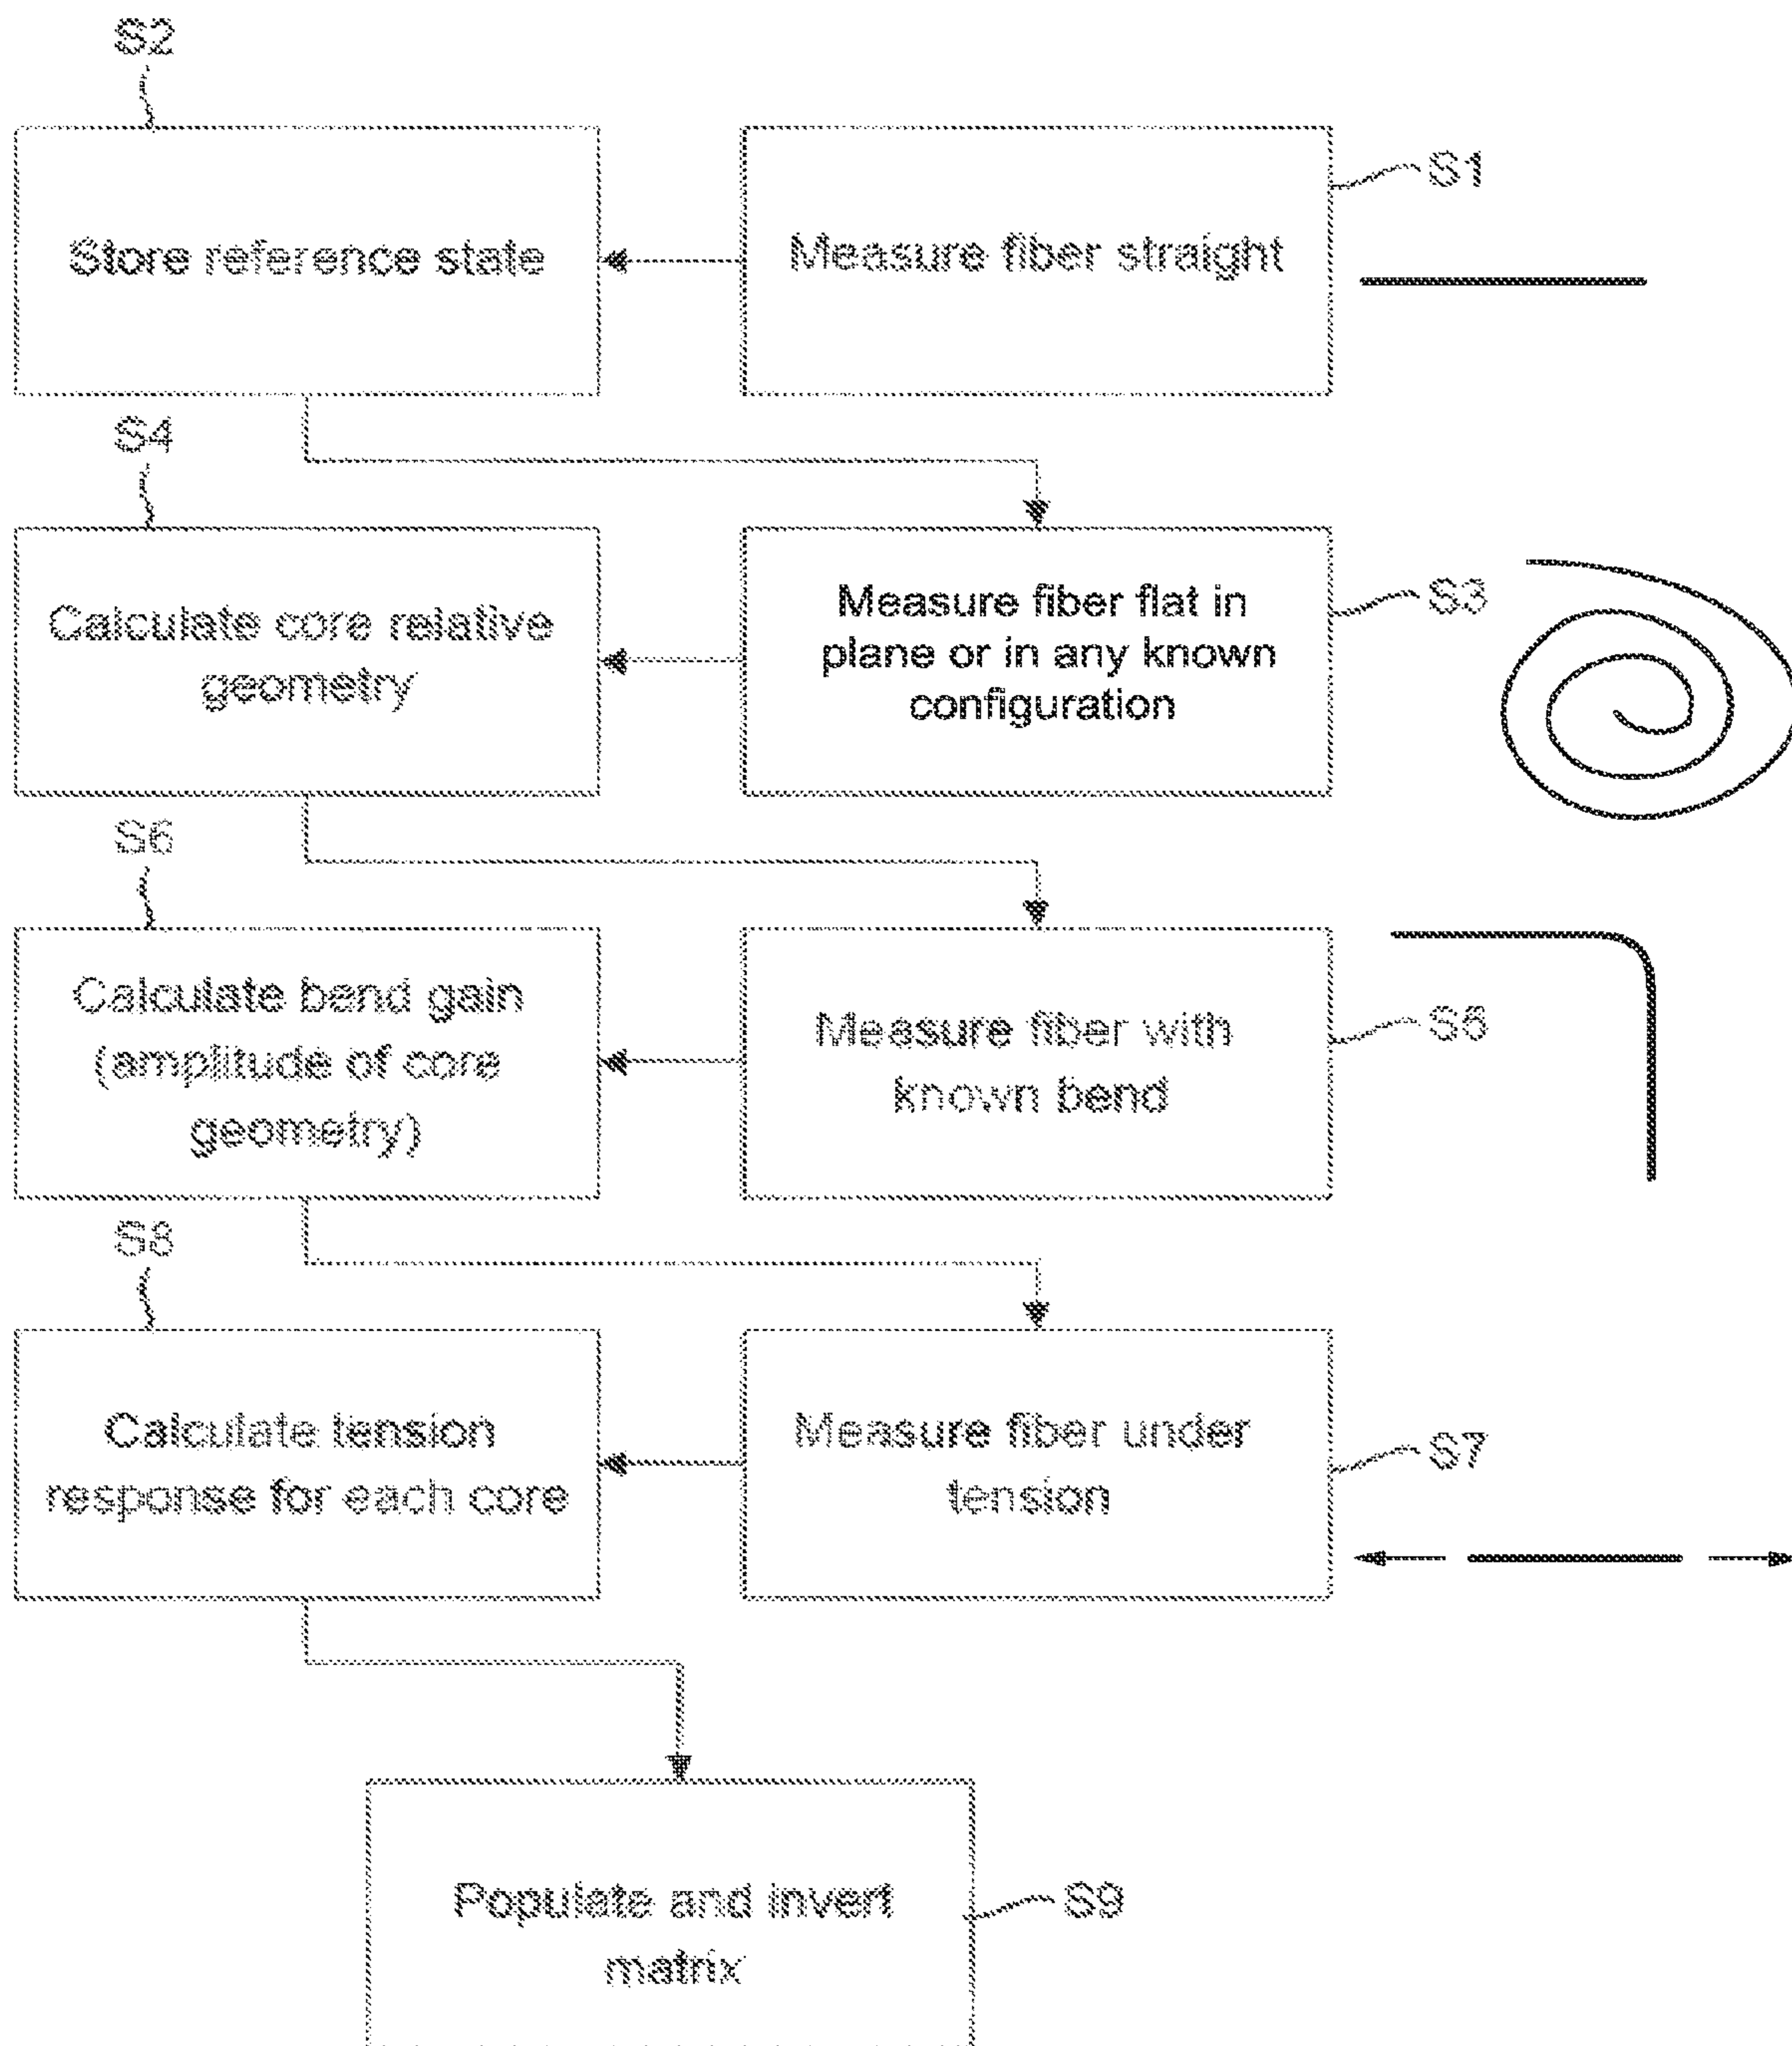 S2
Store reference state
Measure fiber straight
S1
S4
Calculate core relative
geometry
Measure fiber flat in
plane or in any known
configuration
S3
S6
Calculate bend gain
(amplitude of core
geometry)
Measure fiber with
known bend
S5
S8
Calculate tension
response for each core
Measure fiber under
tension
S7
Populate and invert
matrix
S9